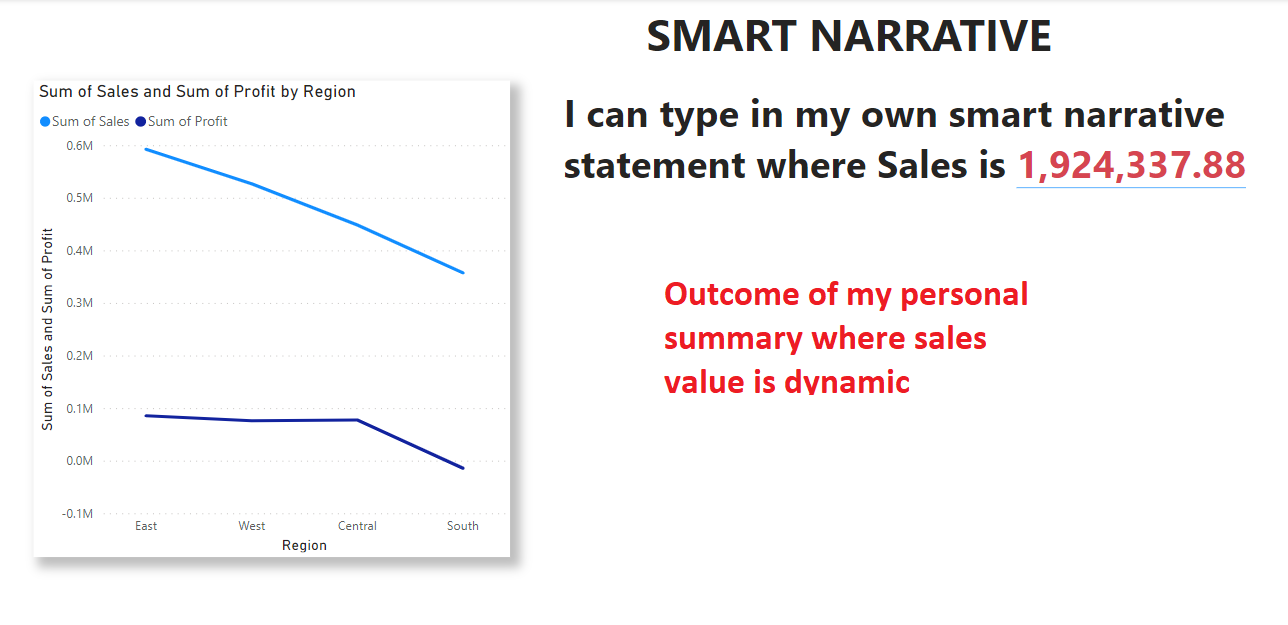 SMART NARRATIVE
Sum of Sales and Sum of Profit by Region
Sum of Sales Sum of Profit
0.6M
0.5M
0.4M
0.3M
0.2M
0.1M
0.0M
-0.1M
Sum of Sales and Sum of Profit
East West Central South
Region
I can type in my own smart narrative
statement where Sales is 1,924,337.88
Outcome of my personal
summary where sales
value is dynamic